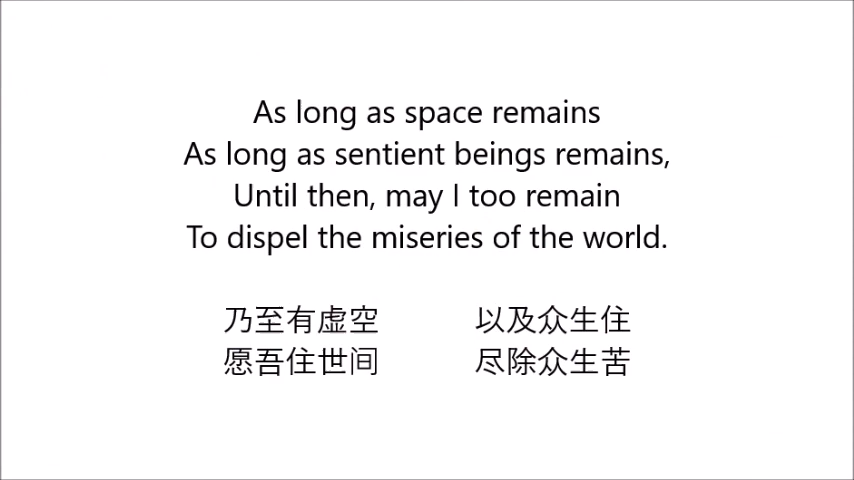 As long as space remains
As long as sentient beings remains,
Until then, may I too remain
To dispel the miseries of the world.
乃至有虚空 以及众生住
愿吾住世间 尽除众生苦